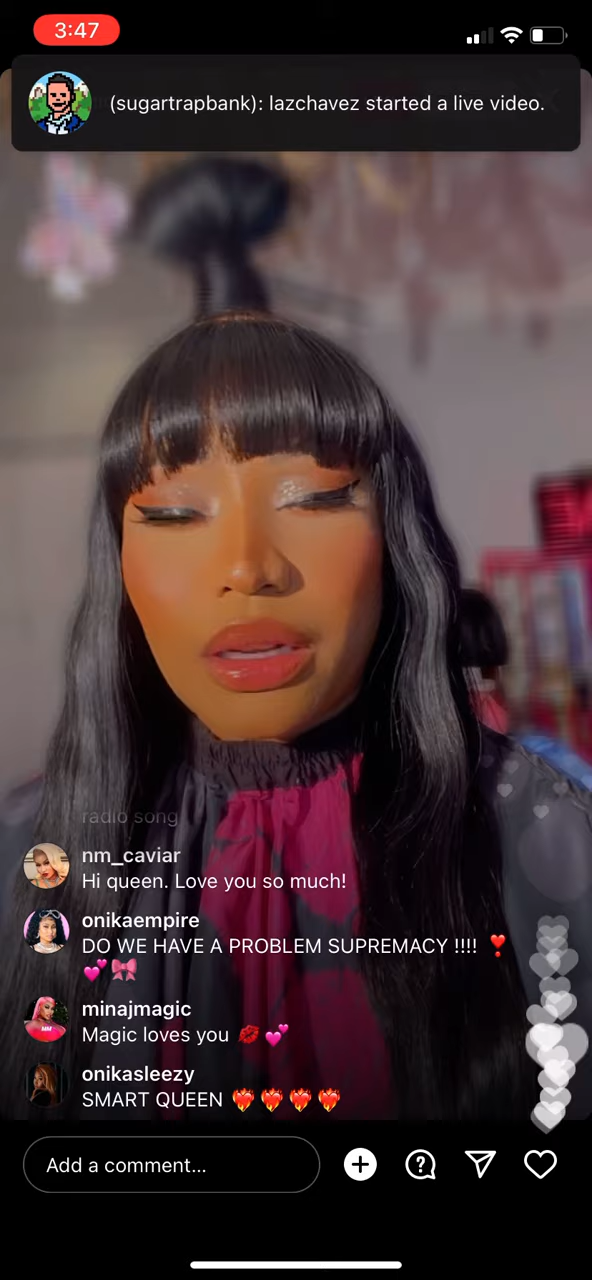 3:47
(sugartrapbank): lazchavez started a live video.
radio song
nm_caviar
Hi queen. Love you so much!
onikaempire
DO WE HAVE A PROBLEM SUPREMACY !!!! ❣️
💕🎀
minajmagic
Magic loves you 💋💕
onikasleezy
SMART QUEEN ❤️‍🔥❤️‍🔥❤️‍🔥❤️‍🔥
Add a comment...